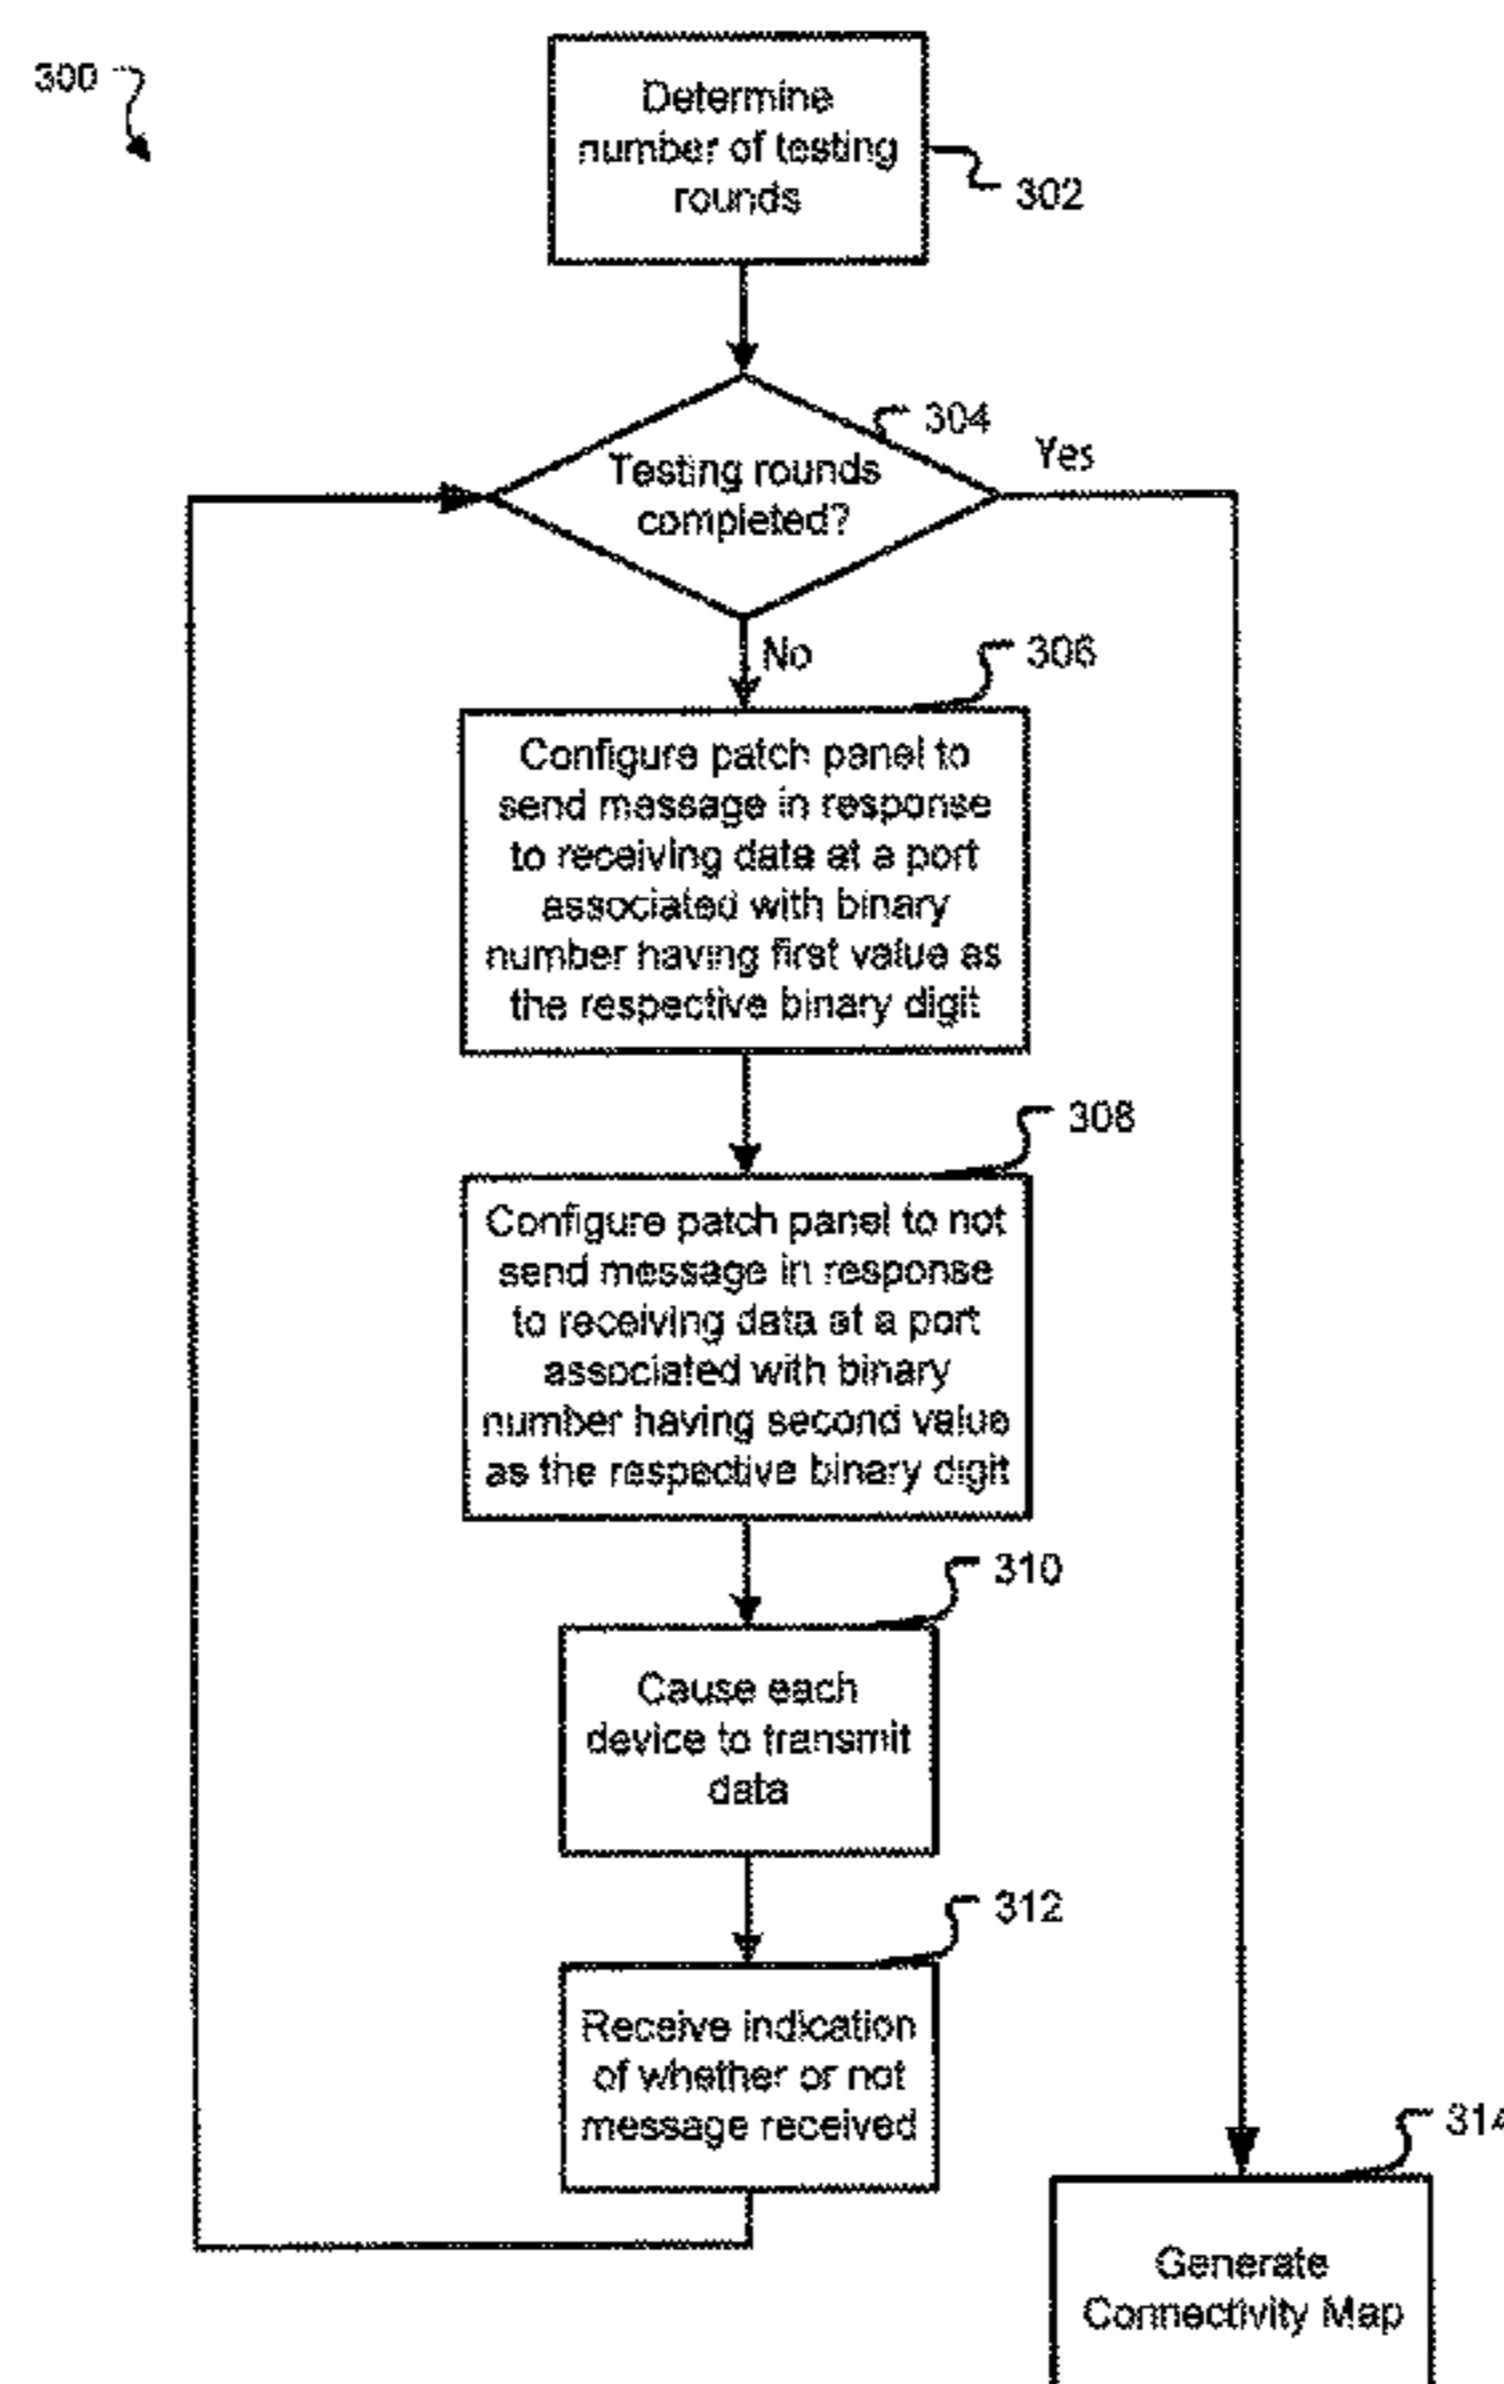 300
Determine
number of testing
rounds
302
304
Testing rounds
completed?
Yes
No
306
Configure patch panel to
send message in response
to receiving data at a port
associated with binary
number having first value as
the respective binary digit
308
Configure patch panel to not
send message in response
to receiving data at a port
associated with binary
number having second value
as the respective binary digit
310
Cause each
device to transmit
data
312
Receive indication
of whether or not
message received
314
Generate
Connectivity Map